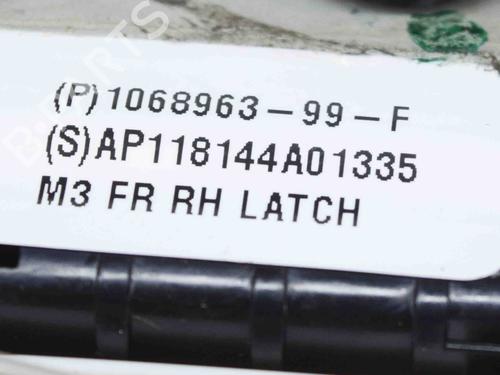 (P)1068963-99-F
(S)AP118144A01335
M3 FR RH LATCH